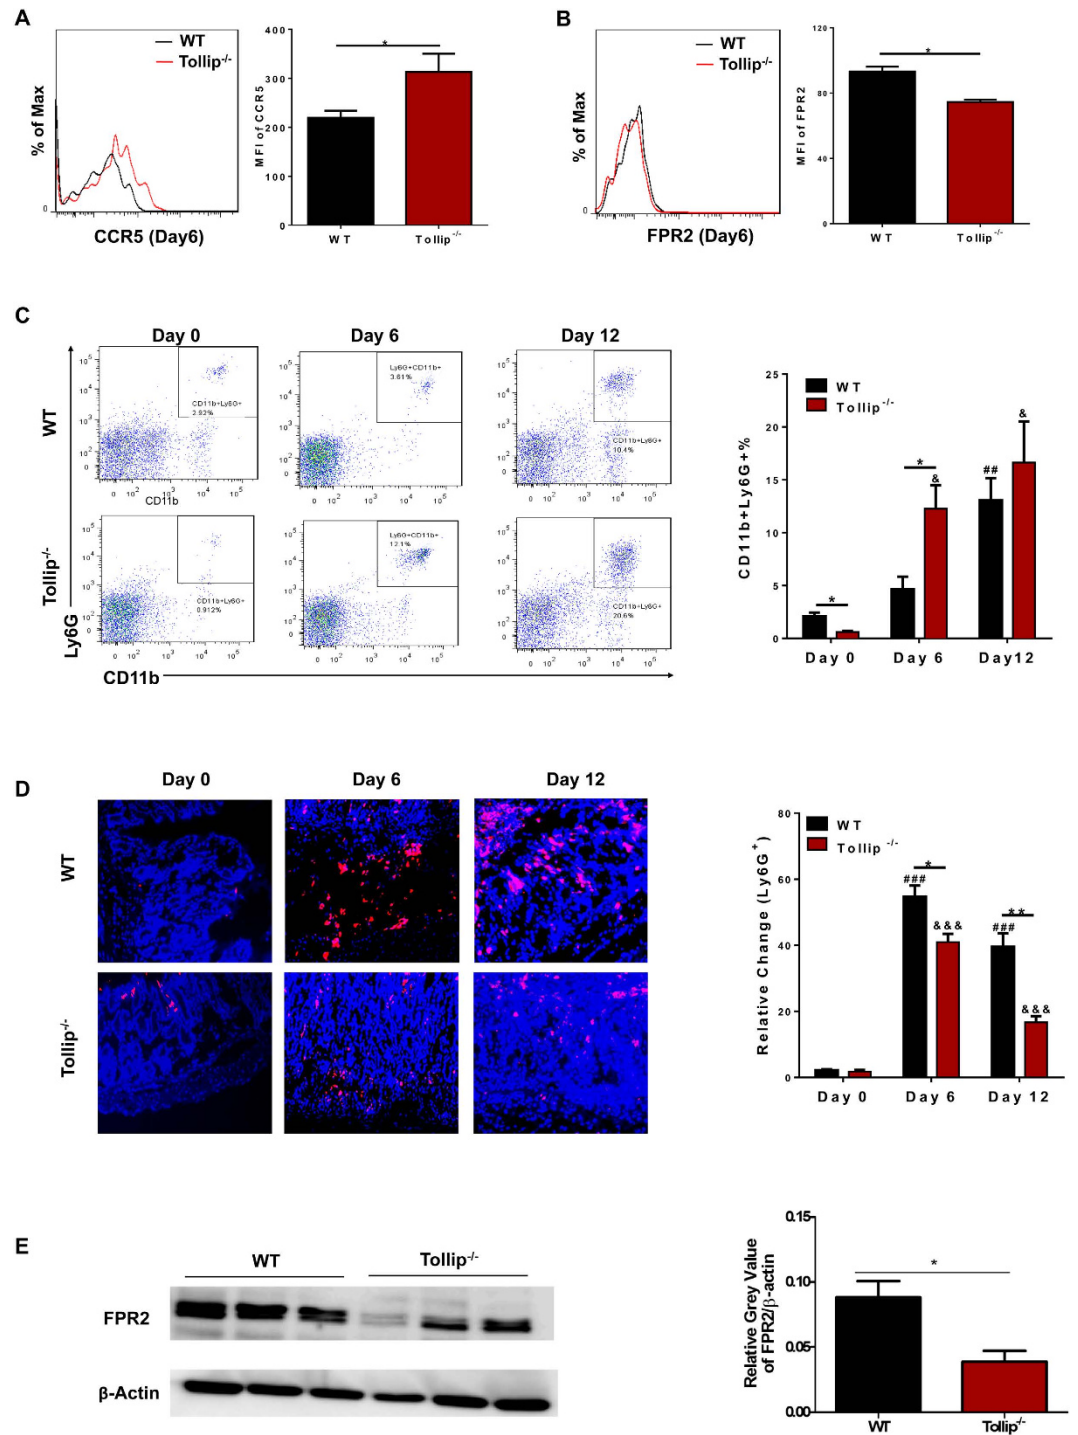 A
WT
Tollip-/-
% of Max
0
CCR5 (Day6)
400
300
200
100
0
MFI of CCR5
*
WT
Tollip-/-
B
WT
Tollip-/-
% of Max
0
FPR2 (Day6)
120
80
40
0
MFI of FPR2
*
WT
Tollip-/-
C
Day 0
Day 6
Day 12
WT
Tollip-/-
Ly6G
CD11b
CD11b+Ly6G+
2.92%
CD11b
Ly6G+CD11b+
3.61%
CD11b+Ly6G+
10.4%
CD11b+Ly6G+
0.912%
Ly6G+CD11b+
12.1%
CD11b+Ly6G+
20.6%
WT
Tollip-/-
25
20
15
10
5
0
CD11b+Ly6G+%
*
*
&
##
&
Day 0
Day 6
Day12
D
Day 0
Day 6
Day 12
WT
Tollip-/-
WT
Tollip-/-
80
60
40
20
0
Relative Change (Ly6G+)
*
###
&&&
**
###
&&&
Day 0
Day 6
Day 12
E
WT
Tollip-/-
FPR2
β-Actin
0.15
0.10
0.05
0.00
Relative Grey Value
of FPR2/β-actin
*
WT
Tollip-/-